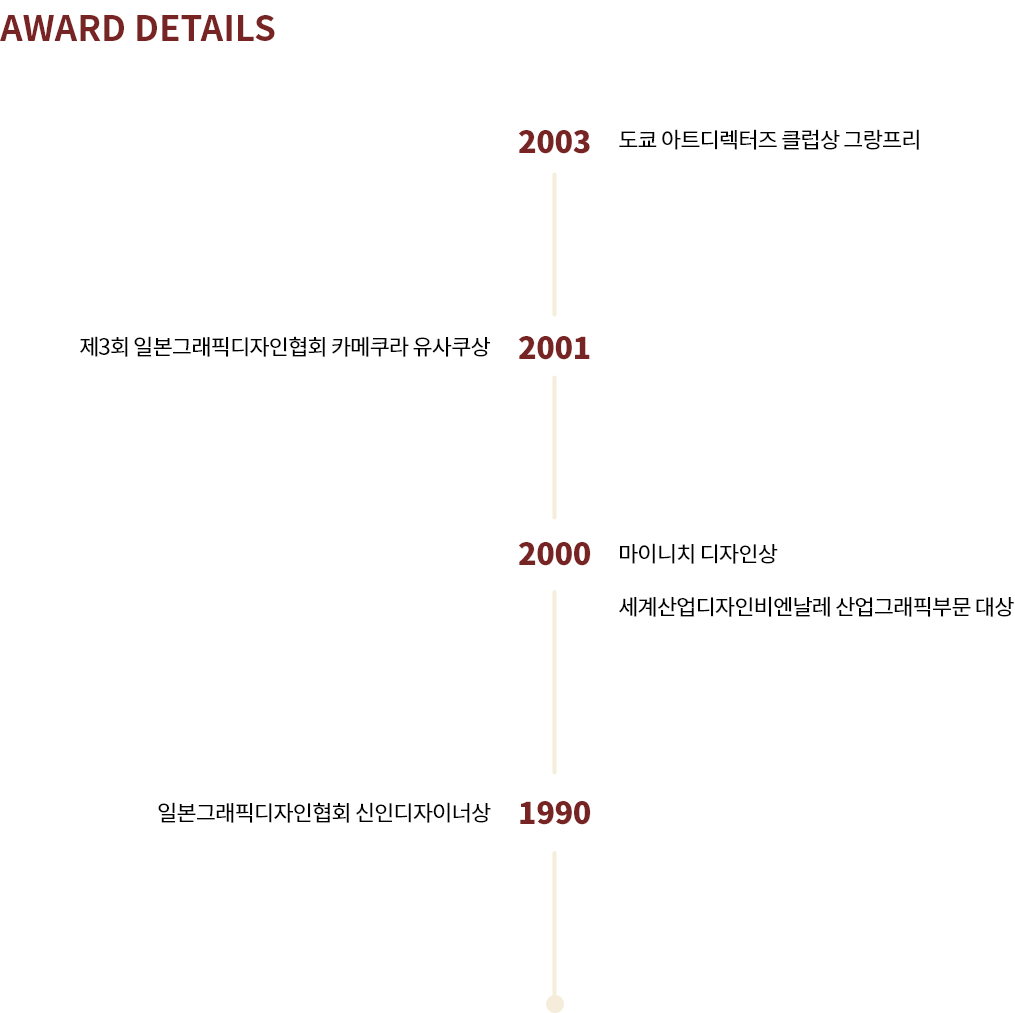 AWARD DETAILS
2003 도쿄 아트디렉터즈 클럽상 그랑프리
제3회 일본그래픽디자인협회 카메쿠라 유사쿠상 2001
2000 마이니치 디자인상
세계산업디자인비엔날레 산업그래픽부문 대상
일본그래픽디자인협회 신인디자이너상 1990